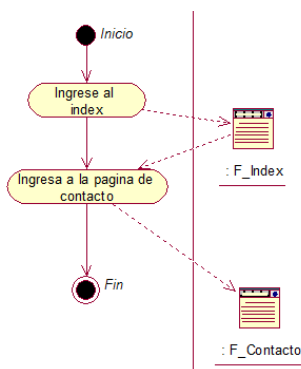 Inicio
Ingrese al
index
: F_Index
Ingresa a la pagina de
contacto
Fin
: F_Contacto